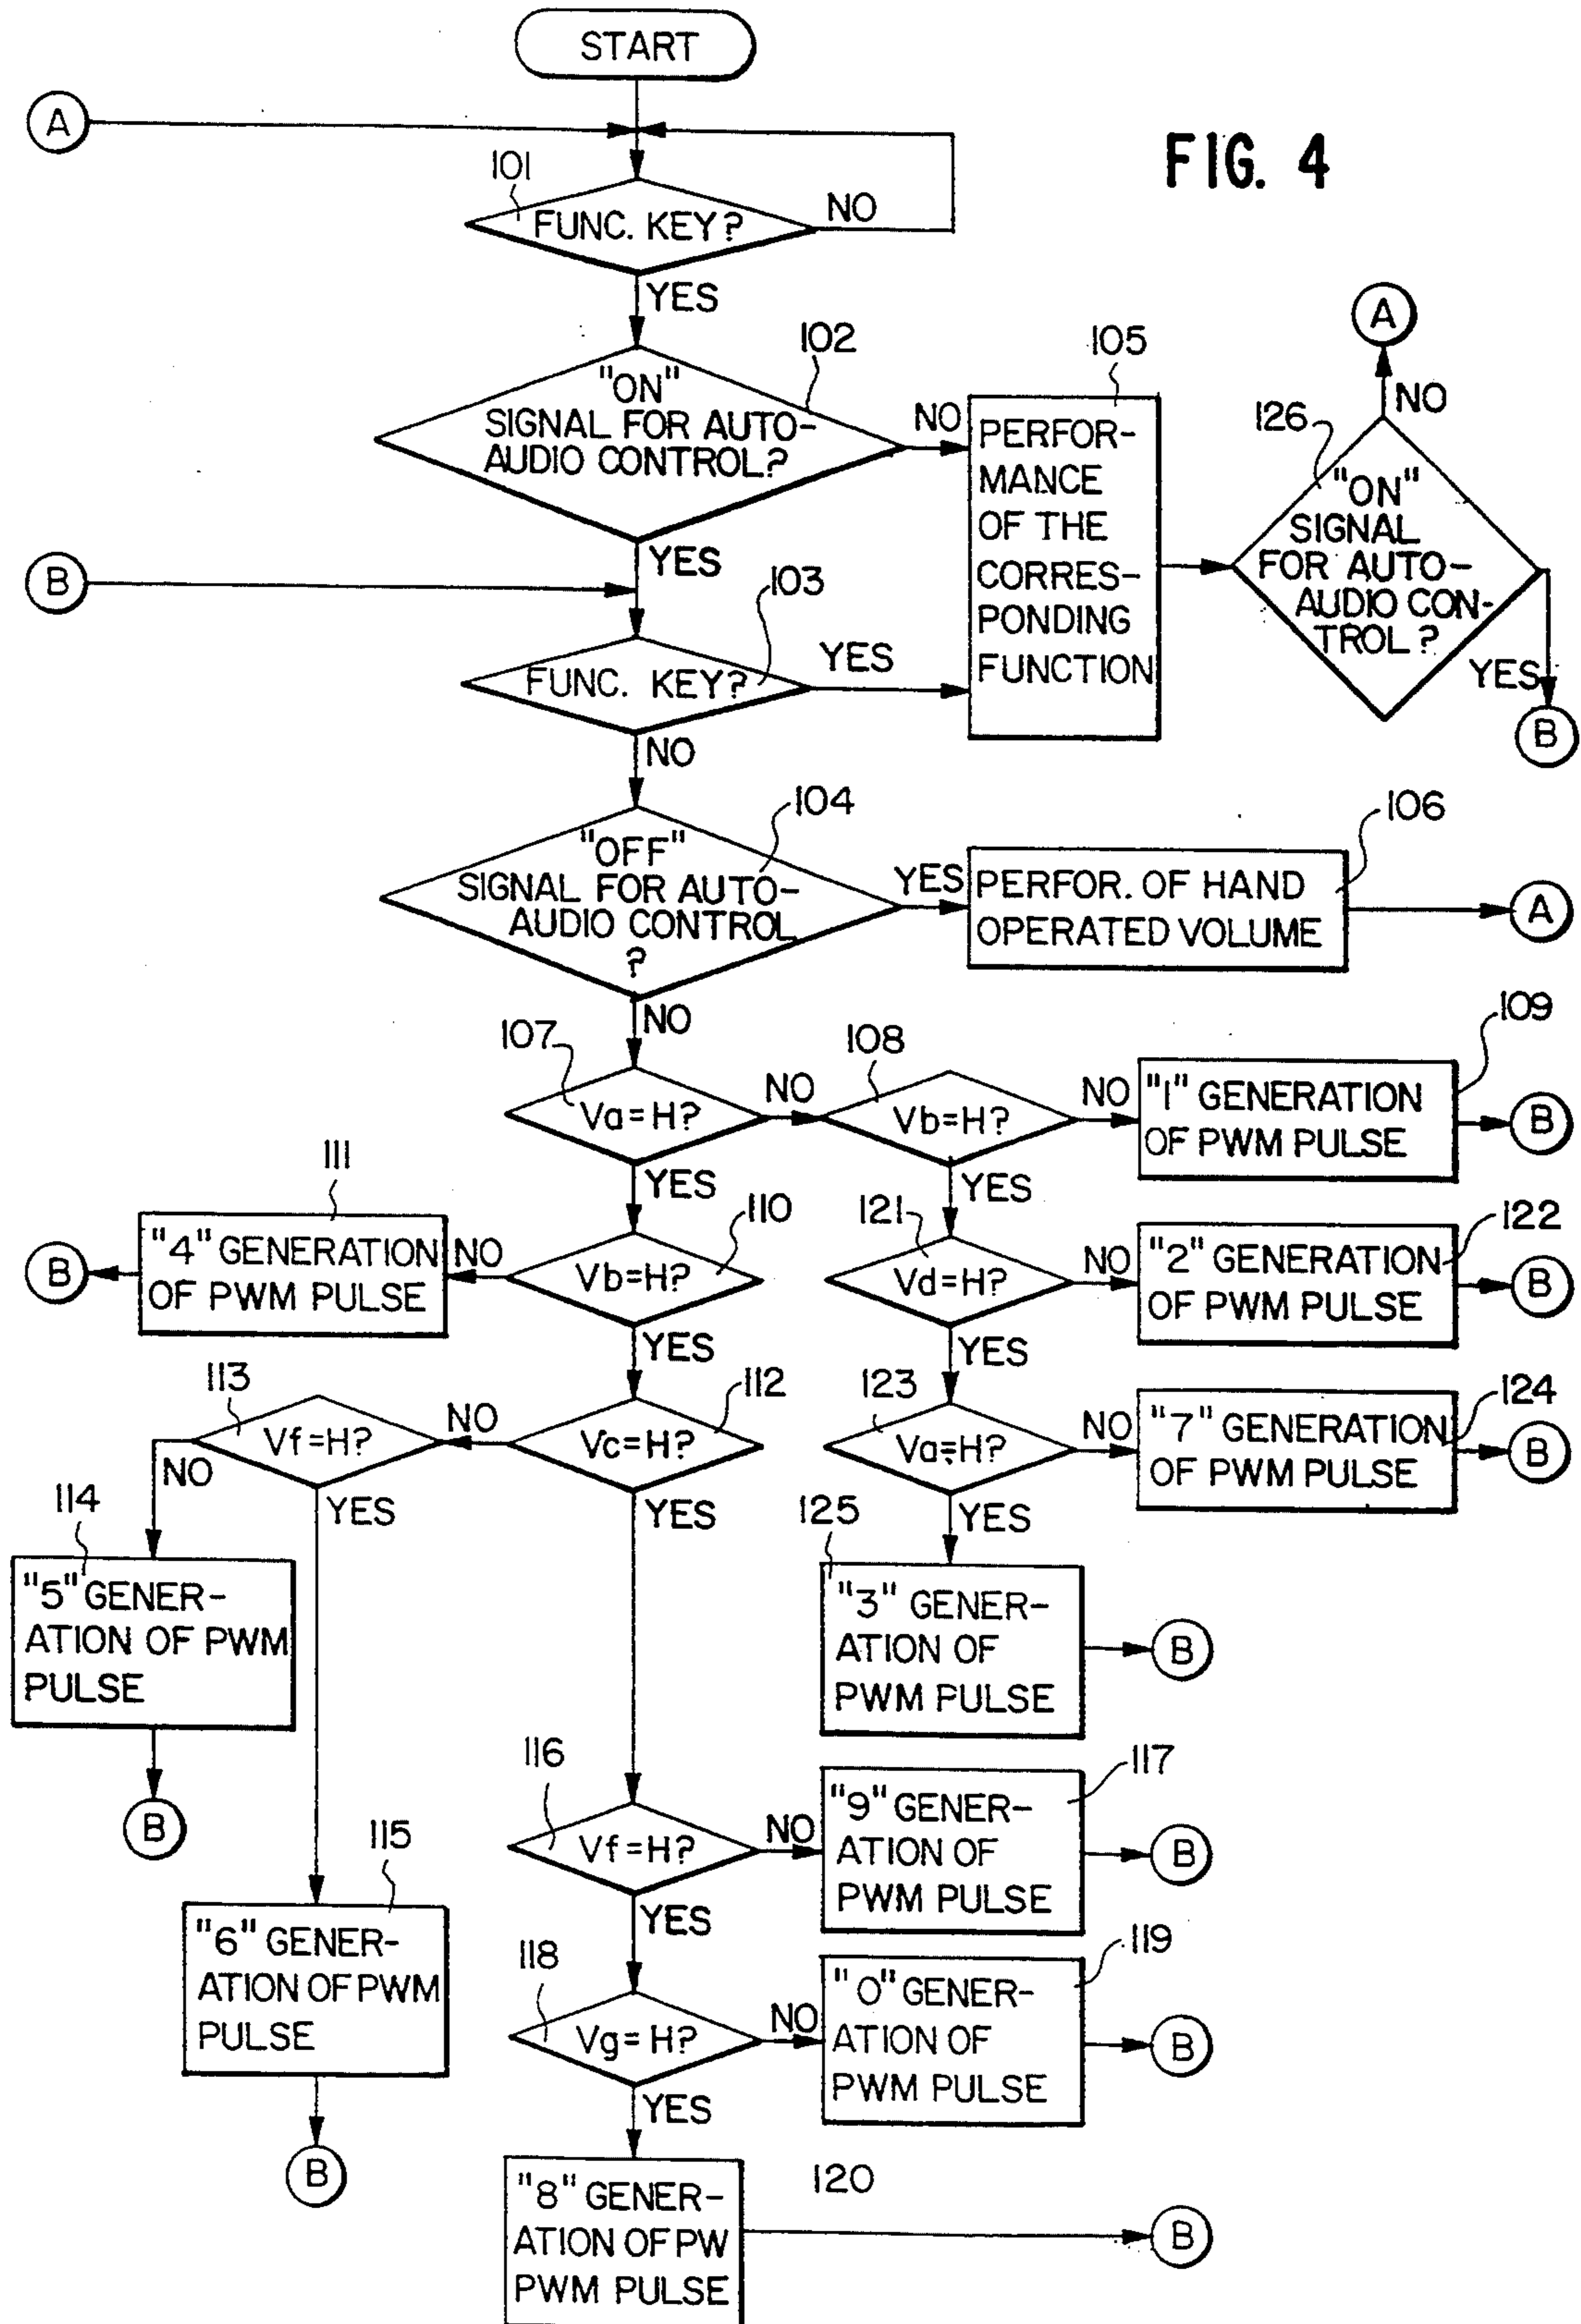 START
A
FIG. 4
101
FUNC. KEY?
NO
YES
A
102
105
"ON"
SIGNAL FOR AUTO-
AUDIO CONTROL?
NO
PERFOR-
MANCE
OF THE
CORRES-
PONDING
FUNCTION
NO
126
"ON"
SIGNAL
FOR AUTO-
AUDIO CON-
TROL?
YES
B
YES
B
103
FUNC. KEY?
YES
NO
104
"OFF"
SIGNAL FOR AUTO-
AUDIO CONTROL
?
YES
106
PERFOR. OF HAND
OPERATED VOLUME
A
NO
107
Va=H?
NO
108
Vb=H?
NO
109
"1" GENERATION
OF PWM PULSE
B
YES
YES
111
"4" GENERATION
OF PWM PULSE
B
NO
110
Vb=H?
121
Vd=H?
NO
122
"2" GENERATION
OF PWM PULSE
B
YES
YES
113
Vf=H?
NO
112
Vc=H?
123
Va=H?
NO
124
"7" GENERATION
OF PWM PULSE
B
NO
YES
YES
YES
114
"5" GENER-
ATION OF PWM
PULSE
B
125
"3" GENER-
ATION OF
PWM PULSE
B
116
Vf=H?
NO
117
"9" GENER-
ATION OF
PWM PULSE
B
115
"6" GENER-
ATION OF PWM
PULSE
B
YES
118
Vg=H?
NO
119
"0" GENER-
ATION OF
PWM PULSE
B
YES
120
"8" GENER-
ATION OF PW
PWM PULSE
B